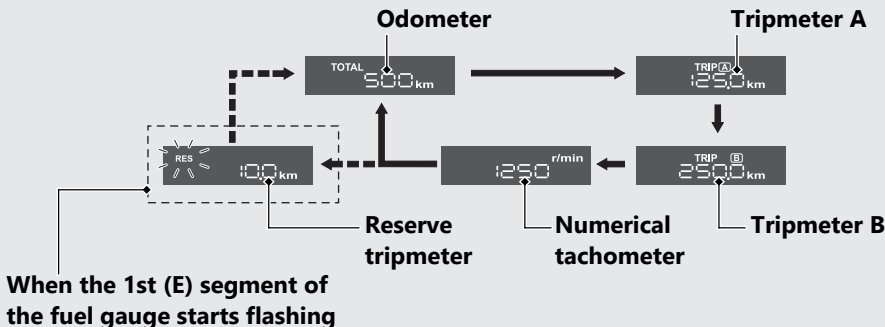 Odometer
Tripmeter A
TOTAL
500 km
TRIP A
125.0 km
RES
10.0 km
r/min
1250
TRIP B
250.0 km
Reserve
tripmeter
Numerical
tachometer
Tripmeter B
When the 1st (E) segment of
the fuel gauge starts flashing